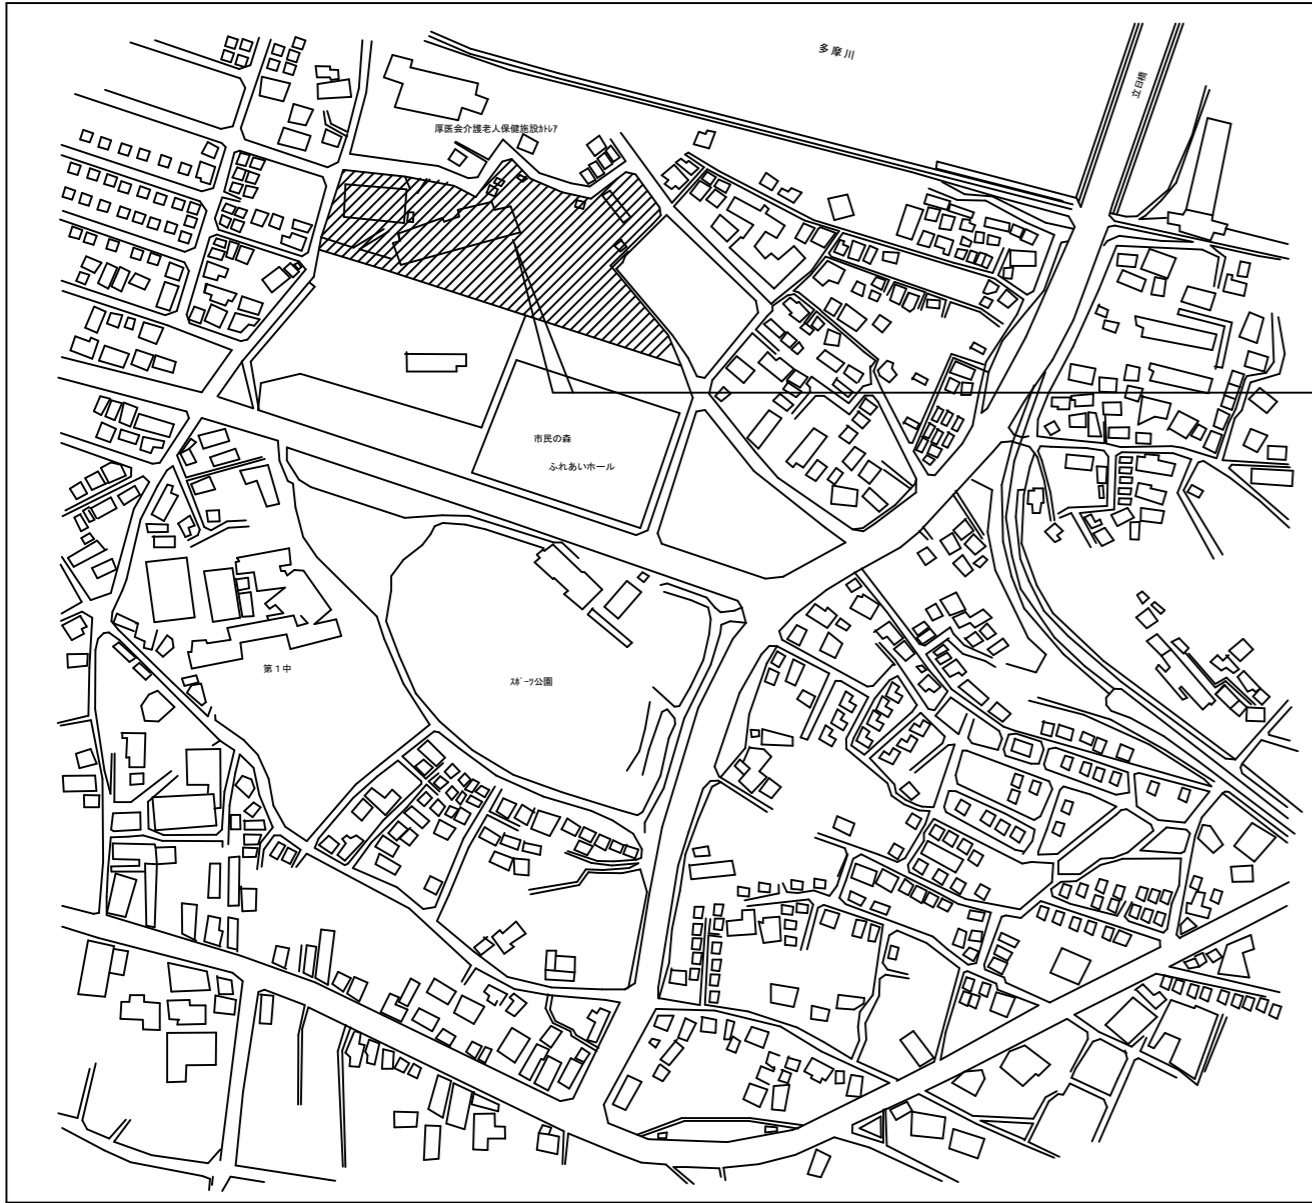 多摩川
立日橋
厚医会介護老人保健施設ｶﾄﾚｱ
市民の森
ふれあいホール
第１中
ｽﾎﾟｰﾂ公園